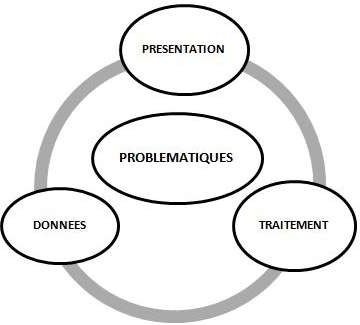 PRESENTATION
PROBLEMATIQUES
DONNEES
TRAITEMENT